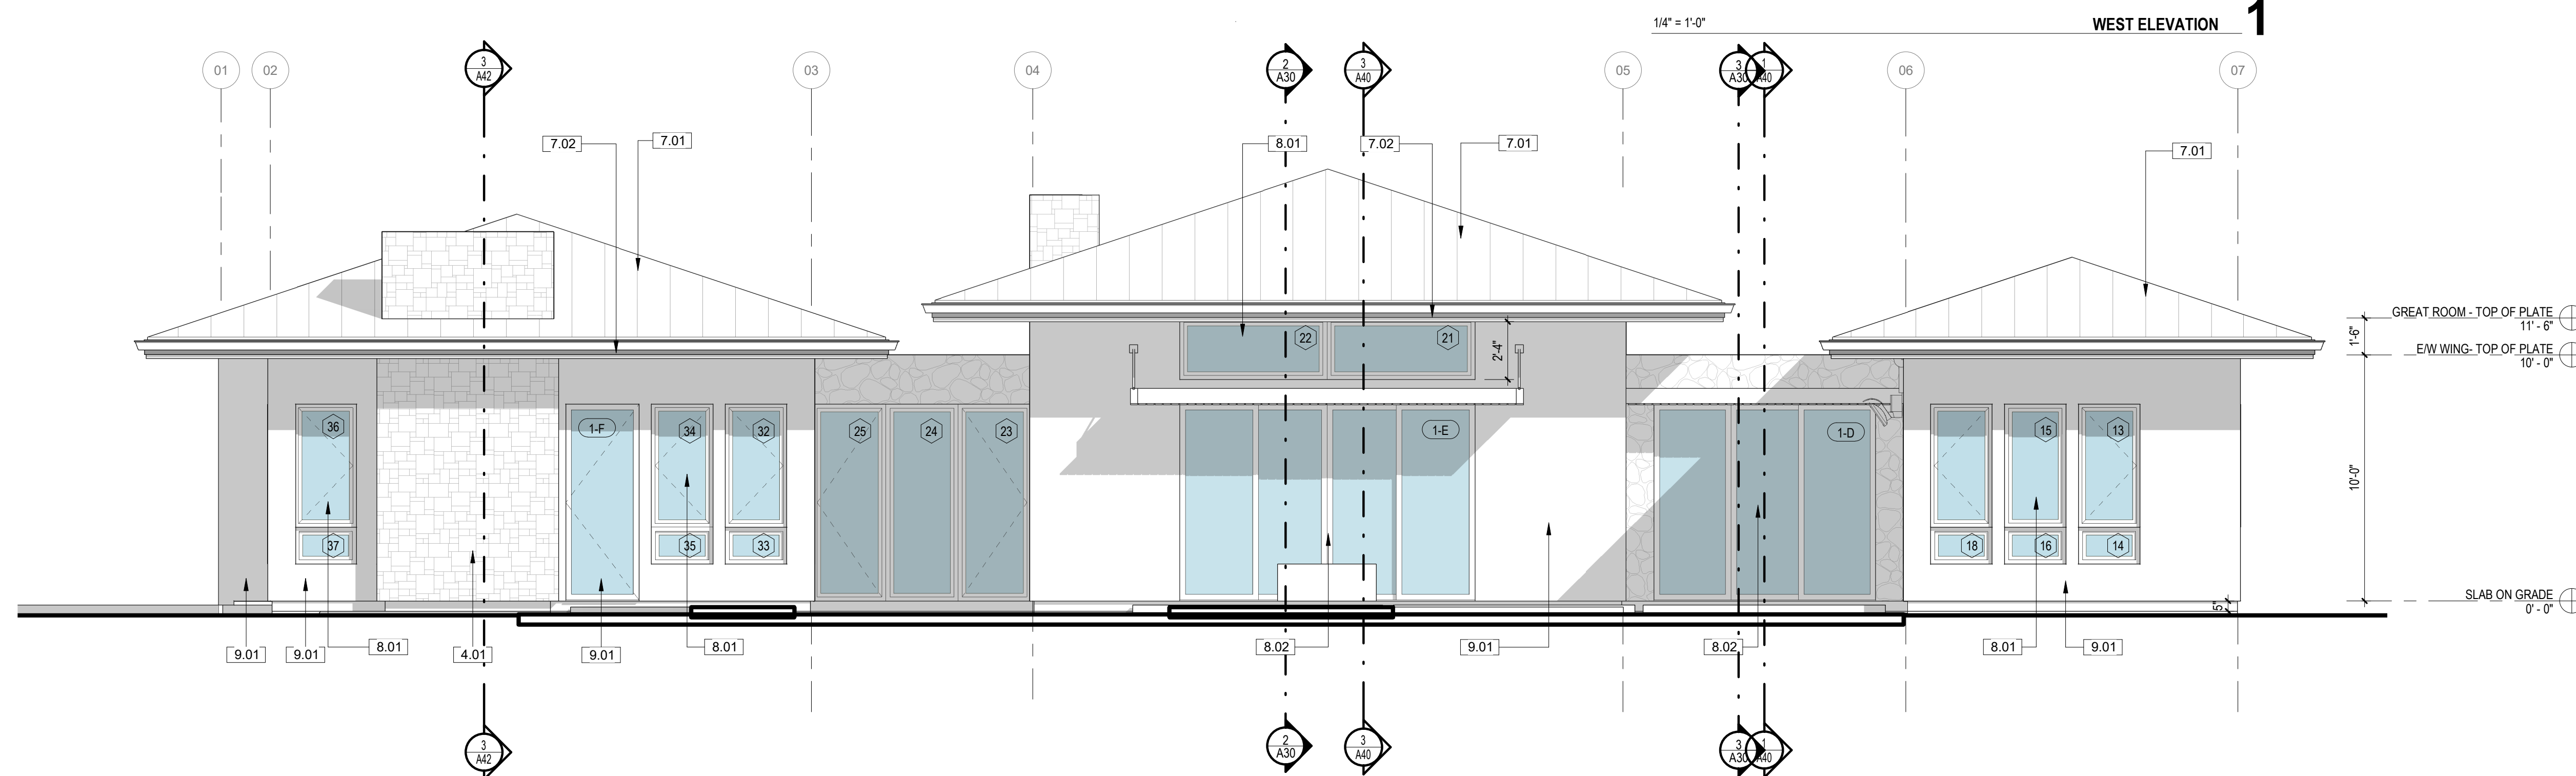 1/4" = 1'-0"
WEST ELEVATION 1
01 02 3 03 04 2 3 05 3 1 06 07
A42 A30 A40 A30 A40
7.02 7.01 8.01 7.02 7.01 7.01
GREAT ROOM - TOP OF PLATE
11' - 6"
1'-6"
E/W WING- TOP OF PLATE
10' - 0"
22 21 2'-4"
36 1-F 34 32 25 24 23 1-E 1-D 15 13
10'-0"
37 35 33 18 16 14
SLAB ON GRADE
0' - 0"
5"
9.01 9.01 8.01 4.01 9.01 8.01 8.02 9.01 8.02 8.01 9.01
3 2 3 3 1
A42 A30 A40 A30 A40